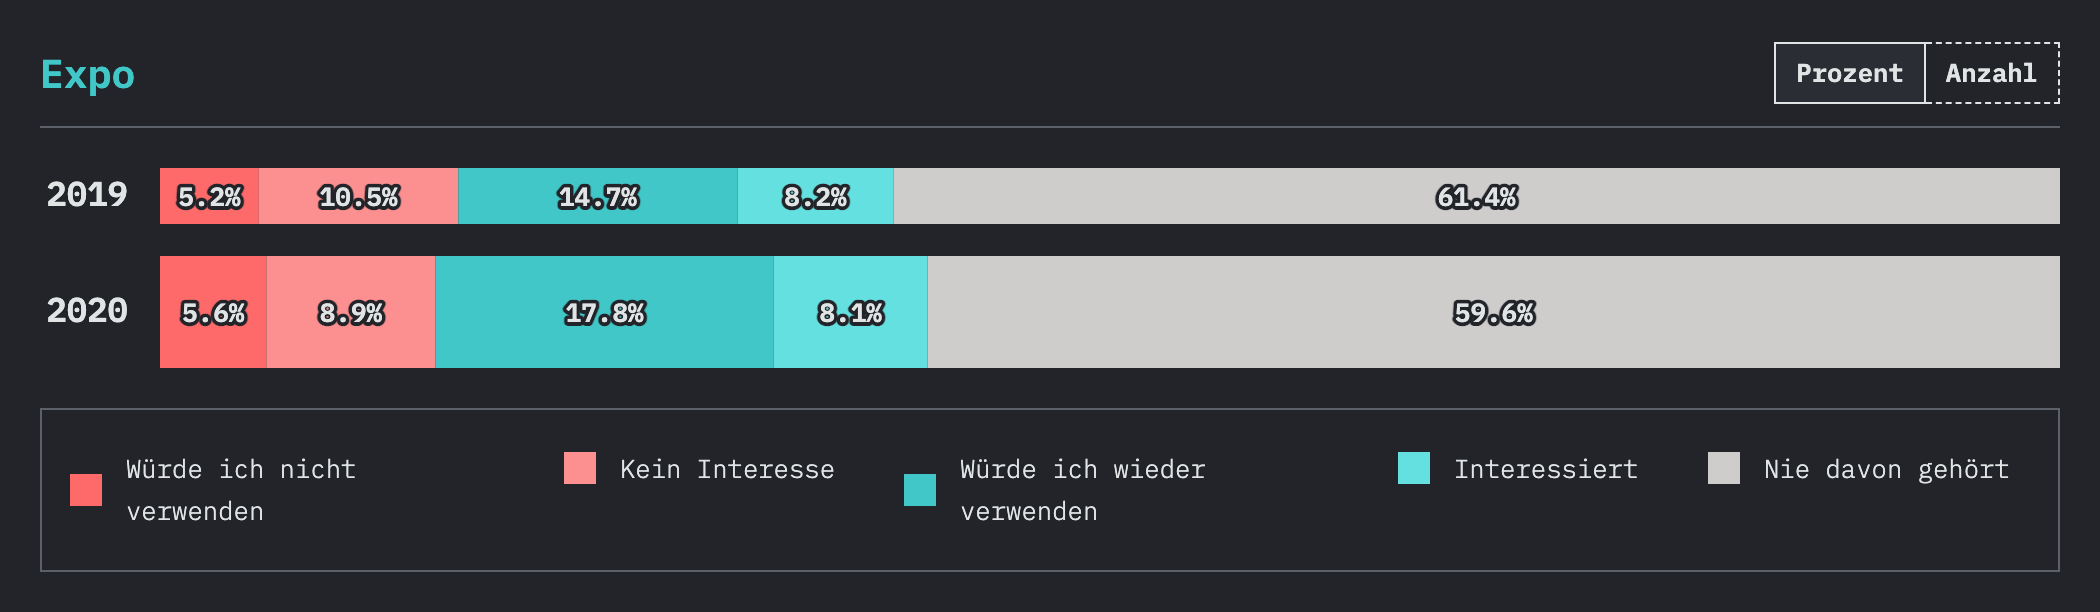 Expo
Prozent Anzahl
2019 5.2% 10.5% 14.7% 8.2% 61.4%
2020 5.6% 8.9% 17.8% 8.1% 59.6%
Würde ich nicht
verwenden
Kein Interesse
Würde ich wieder
verwenden
Interessiert
Nie davon gehört